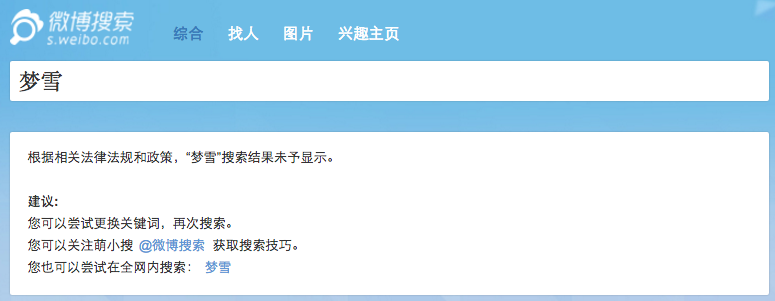 微博搜索
s.weibo.com
综合 找人 图片 兴趣主页
梦雪
根据相关法律法规和政策，“梦雪”搜索结果未予显示。
建议：
您可以尝试更换关键词，再次搜索。
您可以关注萌小搜 @微博搜索 获取搜索技巧。
您也可以尝试在全网内搜索： 梦雪